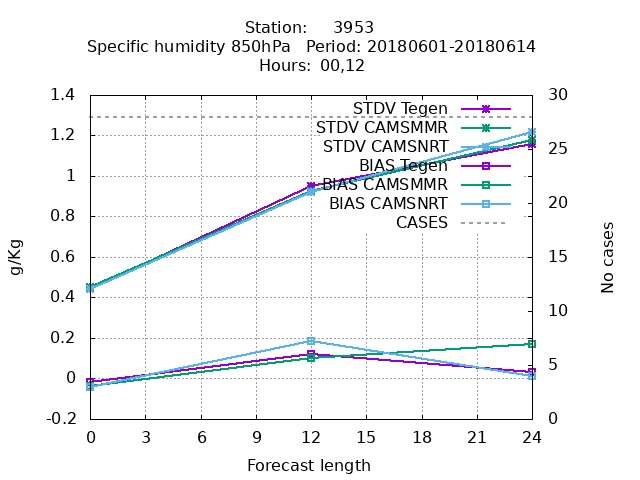 Station: 3953
Specific humidity 850hPa Period: 20180601-20180614
Hours: 00,12
1.4
1.2
1
0.8
0.6
0.4
0.2
0
-0.2
g/Kg
STDV Tegen
STDV CAMSMMR
STDV CAMSNRT
BIAS Tegen
BIAS CAMSMMR
BIAS CAMSNRT
CASES
30
25
20
15
10
5
0
No cases
0 3 6 9 12 15 18 21 24
Forecast length